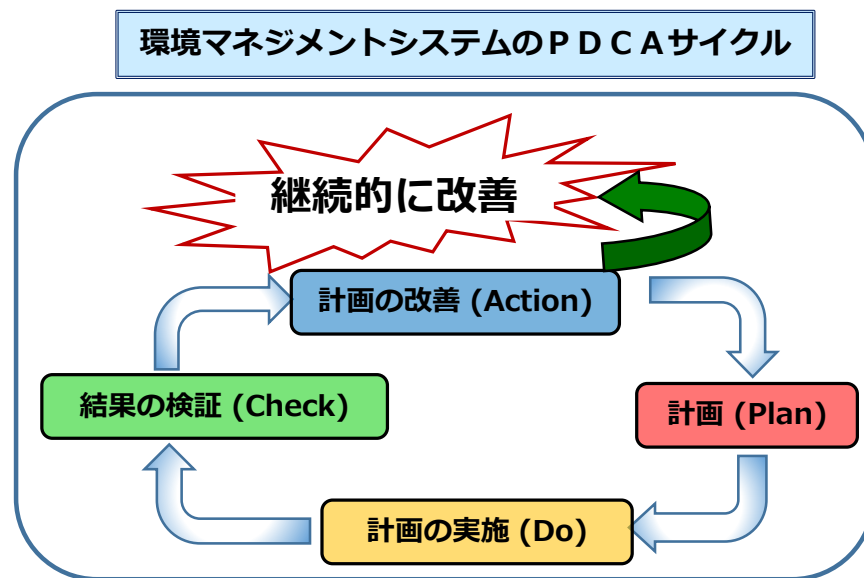 環境マネジメントシステムのＰＤＣＡサイクル
継続的に改善
計画の改善 (Action)
結果の検証 (Check)
計画 (Plan)
計画の実施 (Do)